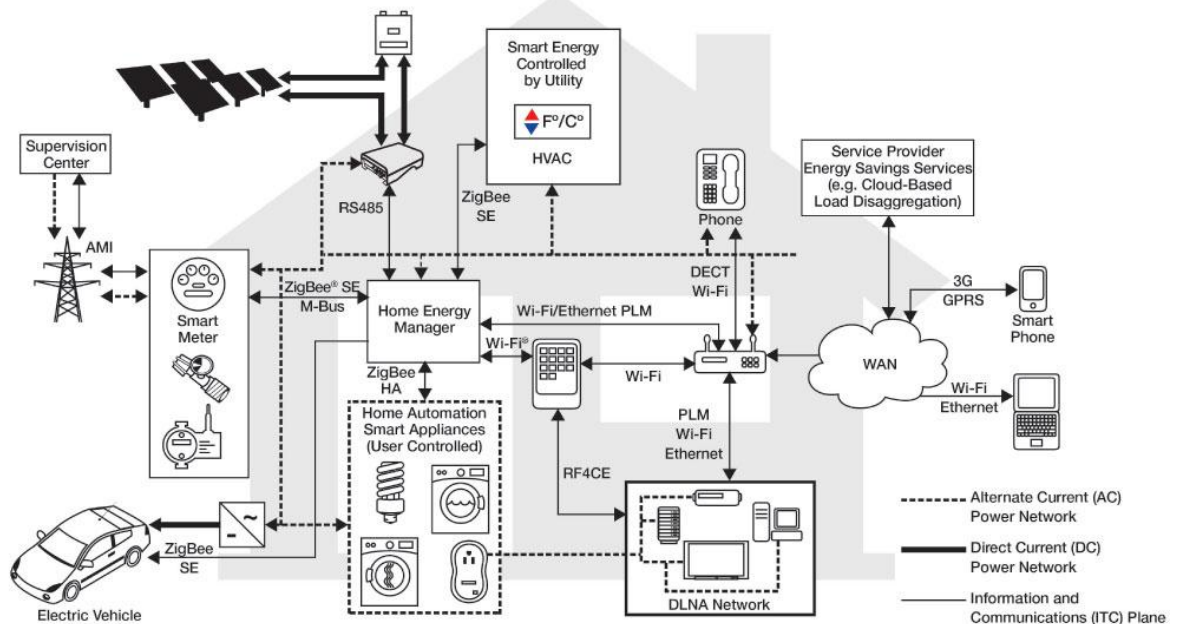 Smart Energy
Controlled
by Utility
F°/C°
HVAC
Supervision
Center
Service Provider
Energy Savings Services
(e.g. Cloud-Based
Load Disaggregation)
RS485
ZigBee
SE
Phone
AMI
DECT
Wi-Fi
3G
GPRS
Smart
Phone
Smart
Meter
ZigBee® SE
M-Bus
Home Energy
Manager
Wi-Fi/Ethernet PLM
Wi-Fi®
Wi-Fi
WAN
Wi-Fi
Ethernet
ZigBee
HA
Home Automation
Smart Appliances
(User Controlled)
PLM
Wi-Fi
Ethernet
RF4CE
~
-
ZigBee
SE
Electric Vehicle
DLNA Network
Alternate Current (AC)
Power Network
Direct Current (DC)
Power Network
Information and
Communications (ITC) Plane